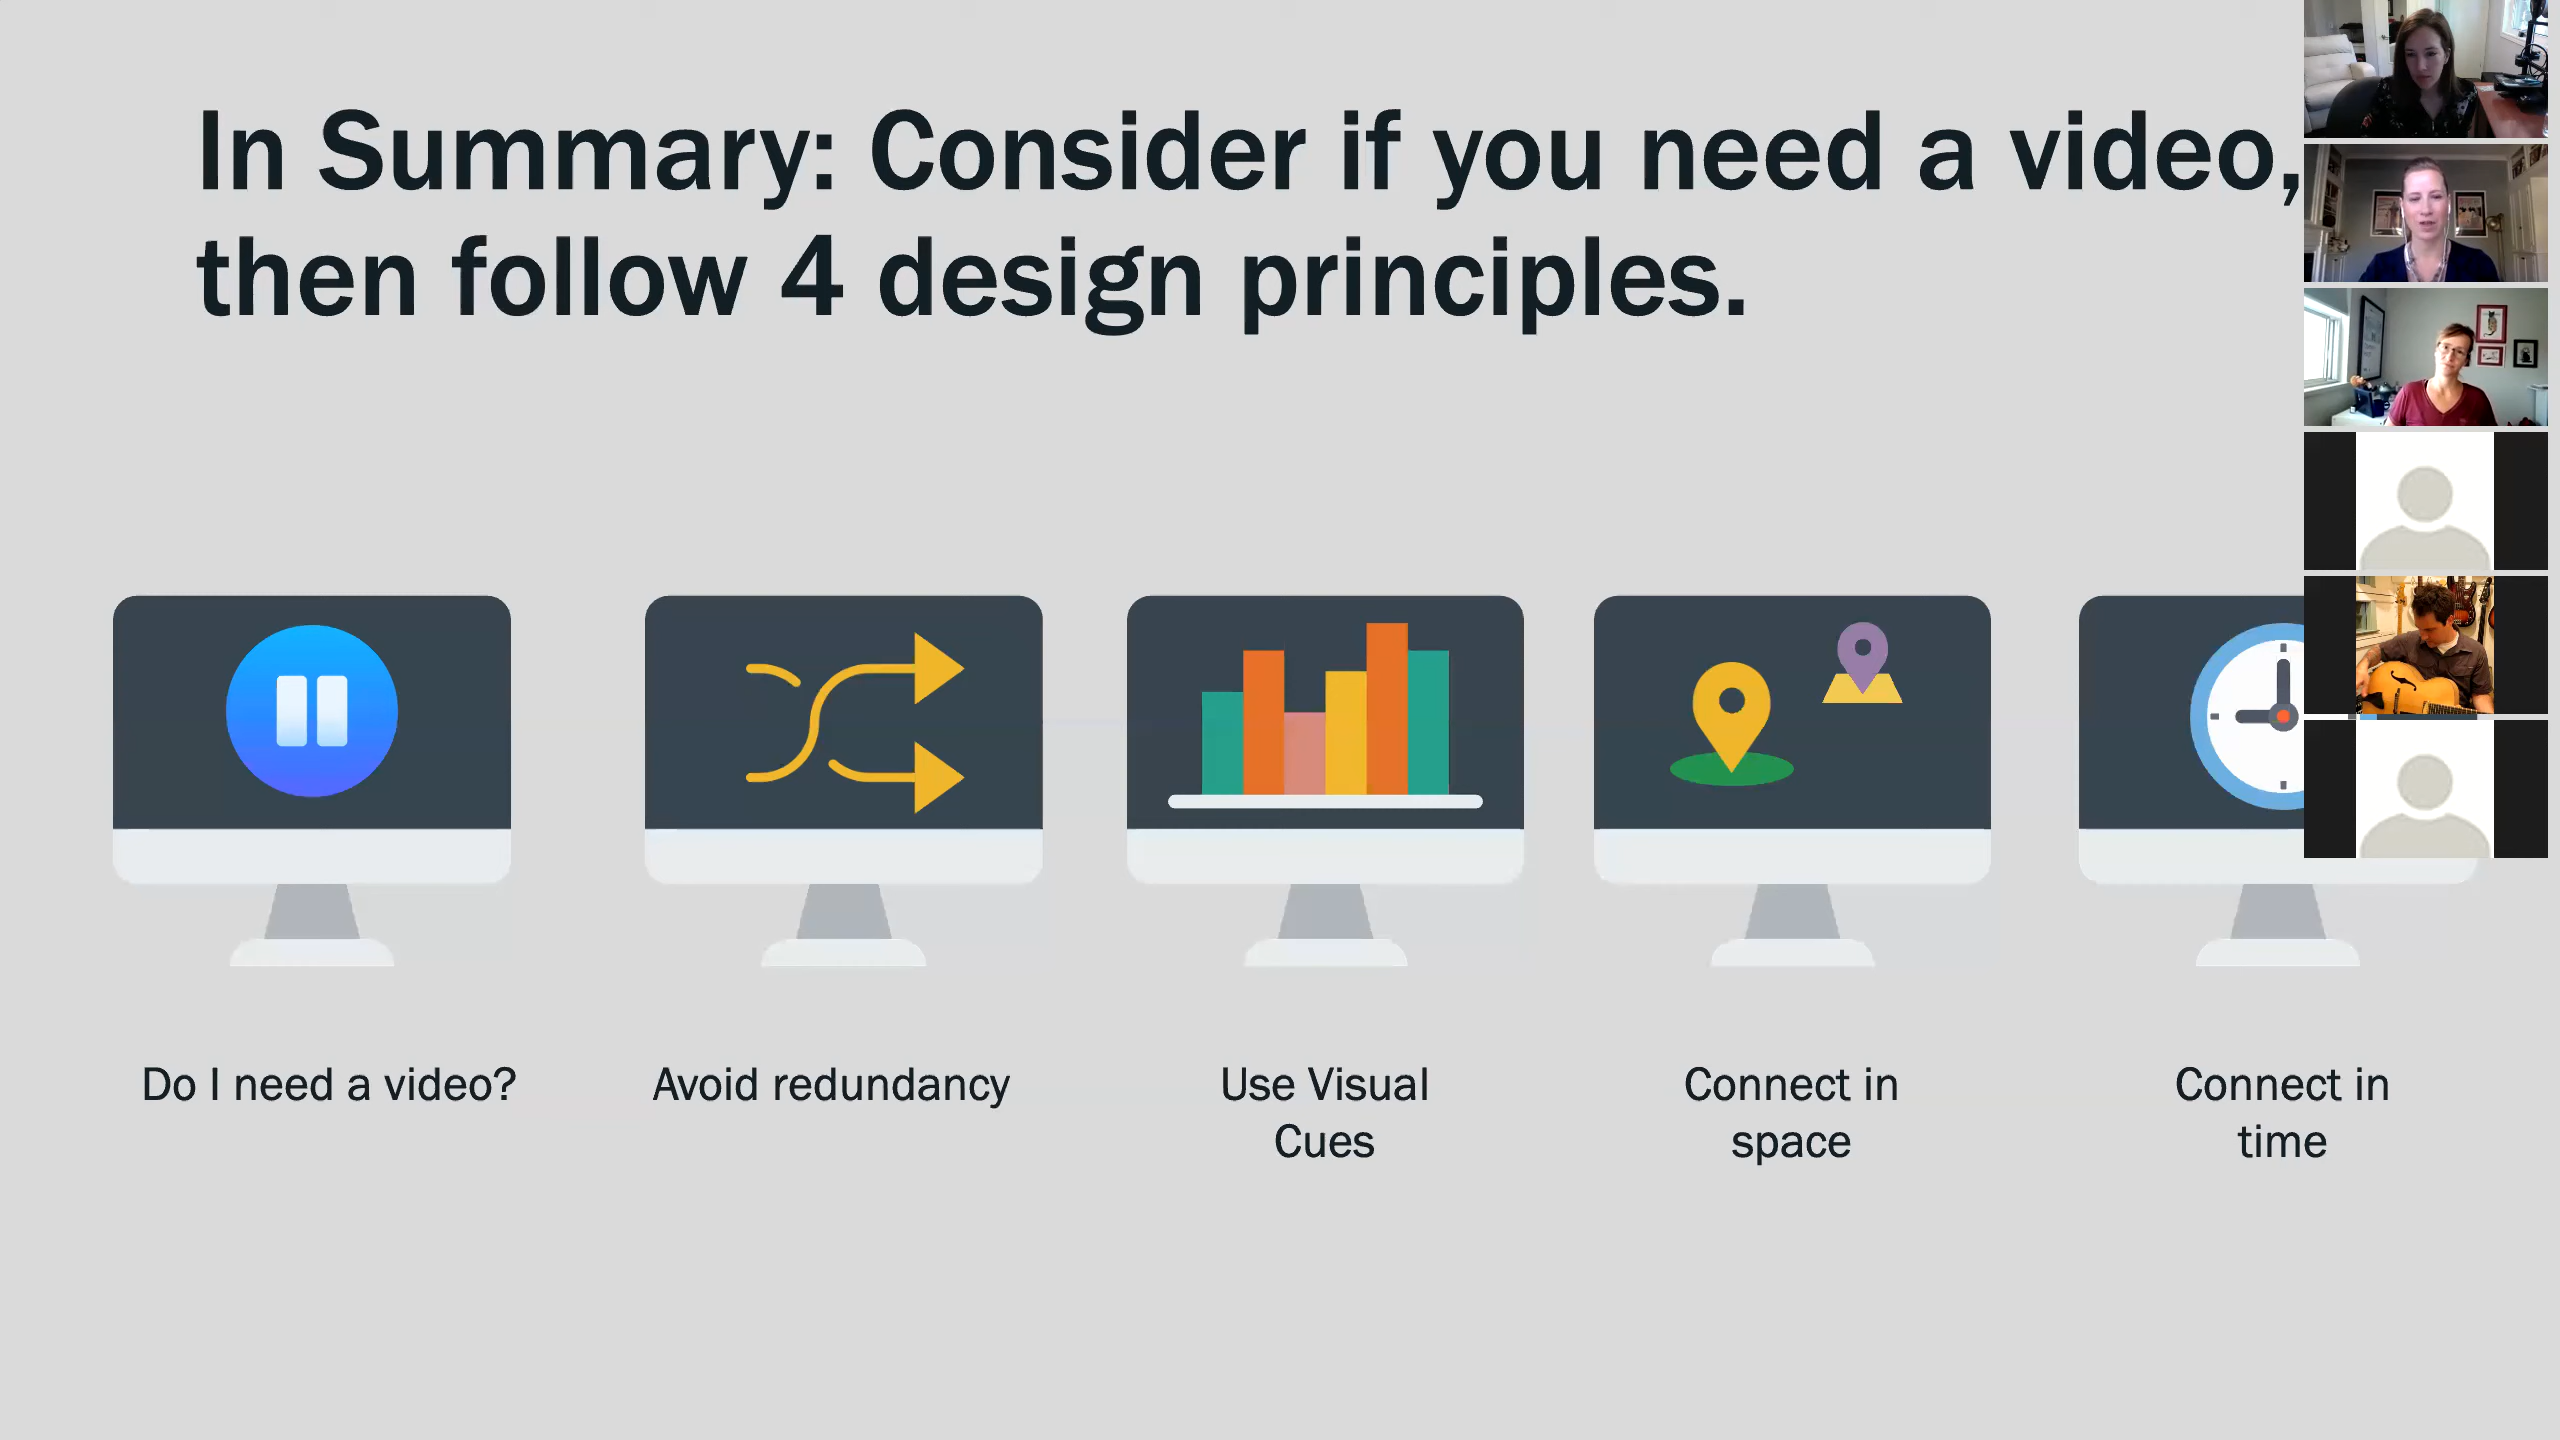 In Summary: Consider if you need a video,
then follow 4 design principles.
Do I need a video?
Avoid redundancy
Use Visual
Cues
Connect in
space
Connect in
time